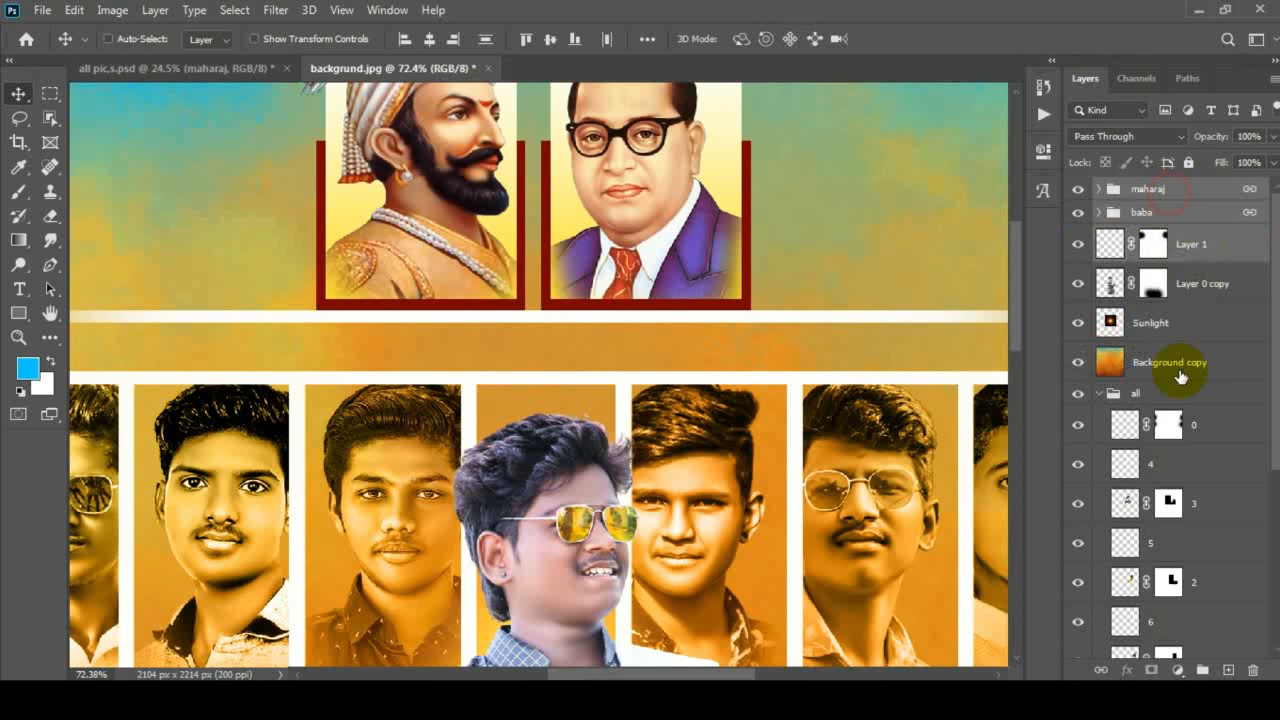 Ps File Edit Image Layer Type Select Filter 3D View Window Help
Auto-Select: Layer Show Transform Controls 3D Mode:
all pic,s.psd @ 24.5% (maharaj, RGB/8) * backgrund.jpg @ 72.4% (RGB/8) *
Layers Channels Paths
Kind
Pass Through Opacity: 100%
Lock: Fill: 100%
maharaj
baba
Layer 1
Layer 0 copy
Sunlight
Background copy
all
0
4
3
5
2
6
72.38% 2104 px x 2214 px (200 ppi)